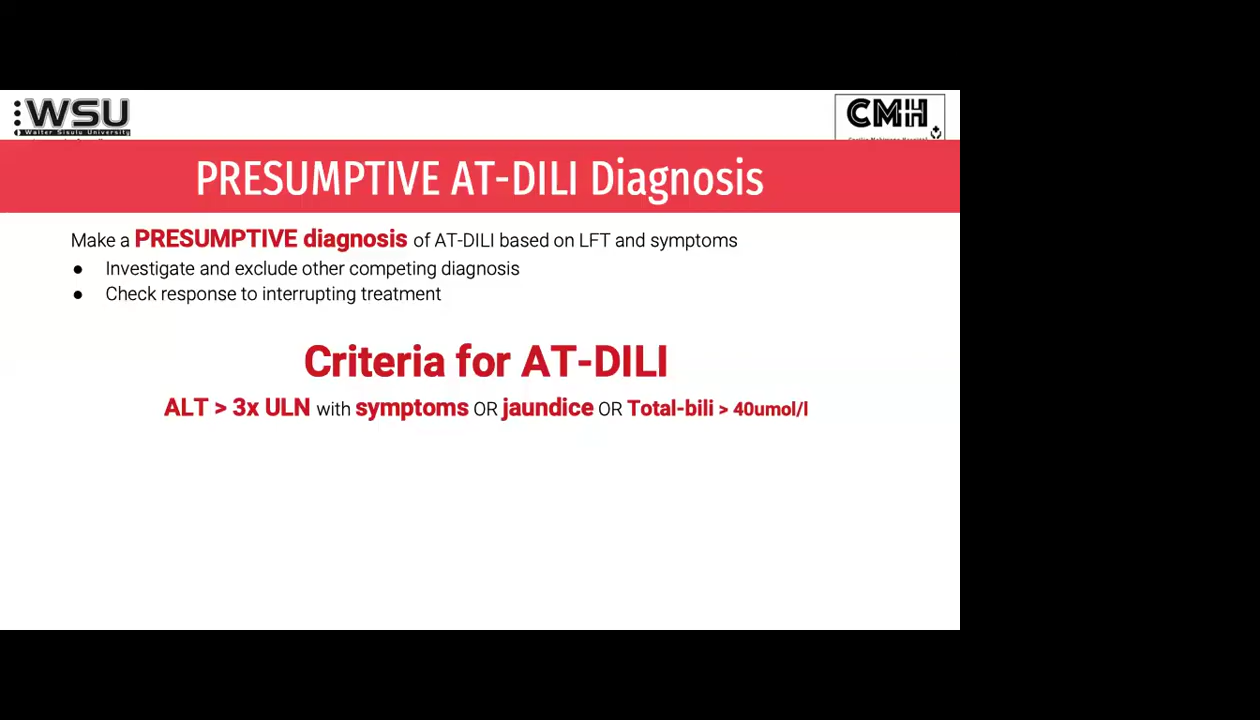 WSU
Walter Sisulu University
CMH
PRESUMPTIVE AT-DILI Diagnosis
Make a PRESUMPTIVE diagnosis of AT-DILI based on LFT and symptoms
● Investigate and exclude other competing diagnosis
● Check response to interrupting treatment
Criteria for AT-DILI
ALT > 3x ULN with symptoms OR jaundice OR Total-bili > 40umol/l